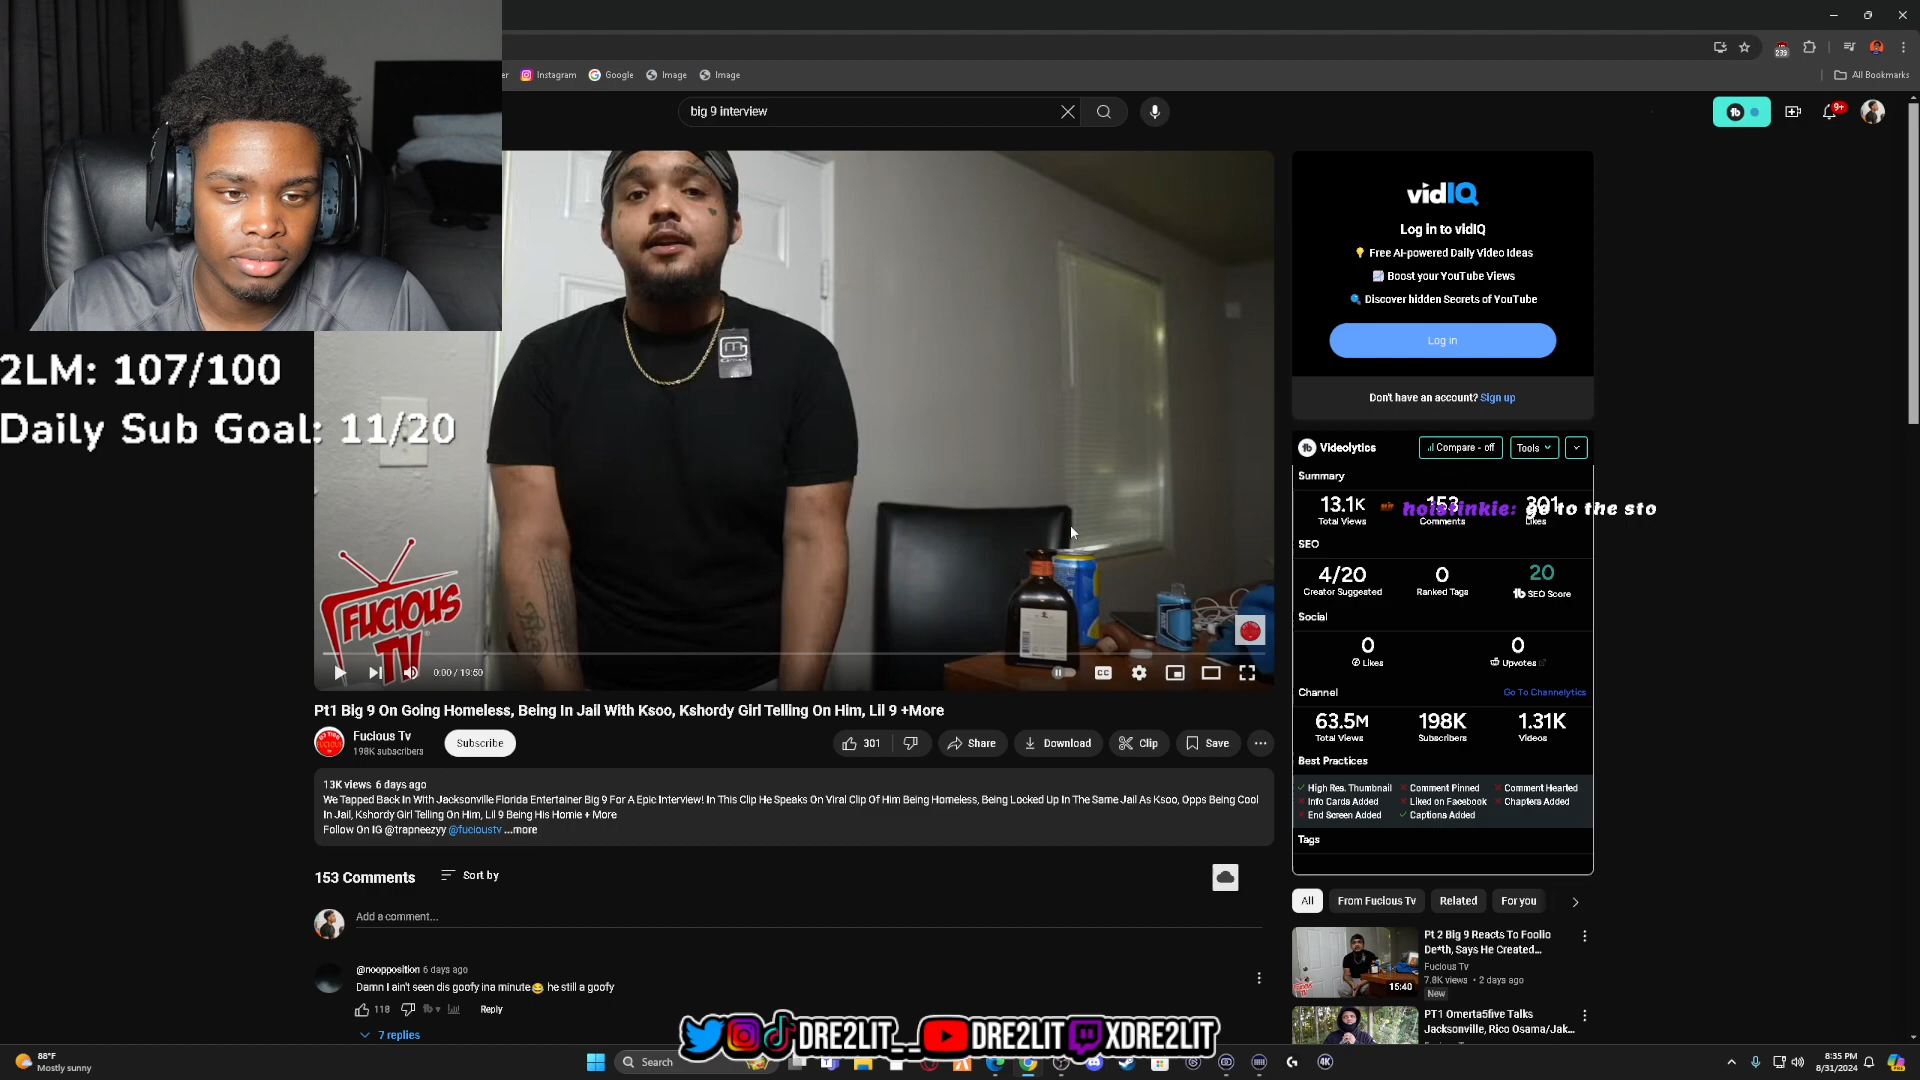 Instagram
Google
Image
Image
All Bookmarks
239
big 9 interview
9+
vidIQ
Log in to vidIQ
💡 Free AI-powered Daily Video Ideas
📈 Boost your YouTube Views
🔍 Discover hidden Secrets of YouTube
Log in
Don't have an account? Sign up
2LM: 107/100
Daily Sub Goal: 11/20
FUCIOUS
TV
0:00 / 19:50
CC
Videolytics
Compare - off
Tools
Summary
13.1K
153
301
Total Views
Comments
Likes
holstinkie: go to the sto
SEO
4/20
0
20
Creator Suggested
Ranked Tags
SEO Score
Social
0
0
Likes
Upvotes
Channel
Go To Channelytics
63.5M
198K
1.31K
Total Views
Subscribers
Videos
Best Practices
High Res. Thumbnail
Comment Pinned
Comment Hearted
Info Cards Added
Liked on Facebook
Chapters Added
End Screen Added
Captions Added
Tags
Pt1 Big 9 On Going Homeless, Being In Jail With Ksoo, Kshordy Girl Telling On Him, Lil 9 +More
Fucious Tv
198K subscribers
Subscribe
301
Share
Download
Clip
Save
13K views 6 days ago
We Tapped Back In With Jacksonville Florida Entertainer Big 9 For A Epic Interview! In This Clip He Speaks On Viral Clip Of Him Being Homeless, Being Locked Up In The Same Jail As Ksoo, Opps Being Cool
In Jail, Kshordy Girl Telling On Him, Lil 9 Being His Homie + More
Follow On IG @trapneezyy @fucioustv ...more
153 Comments
Sort by
Add a comment...
@noopposition 6 days ago
Damn I ain't seen dis goofy ina minute😂 he still a goofy
118
Reply
7 replies
All
From Fucious Tv
Related
For you
Pt 2 Big 9 Reacts To Foolio
De*th, Says He Created...
Fucious Tv
7.8K views • 2 days ago
New
15:40
PT1 Omerta5five Talks
Jacksonville, Rico Osama/Jak...
DRE2LIT__
DRE2LIT
XDRE2LIT
88°F
Mostly sunny
Search
4K
8:35 PM
8/31/2024